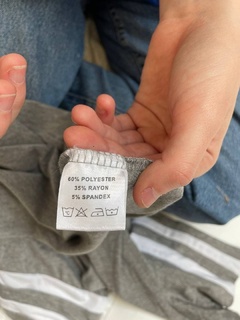 60% POLYESTER
35% RAYON
5% SPANDEX